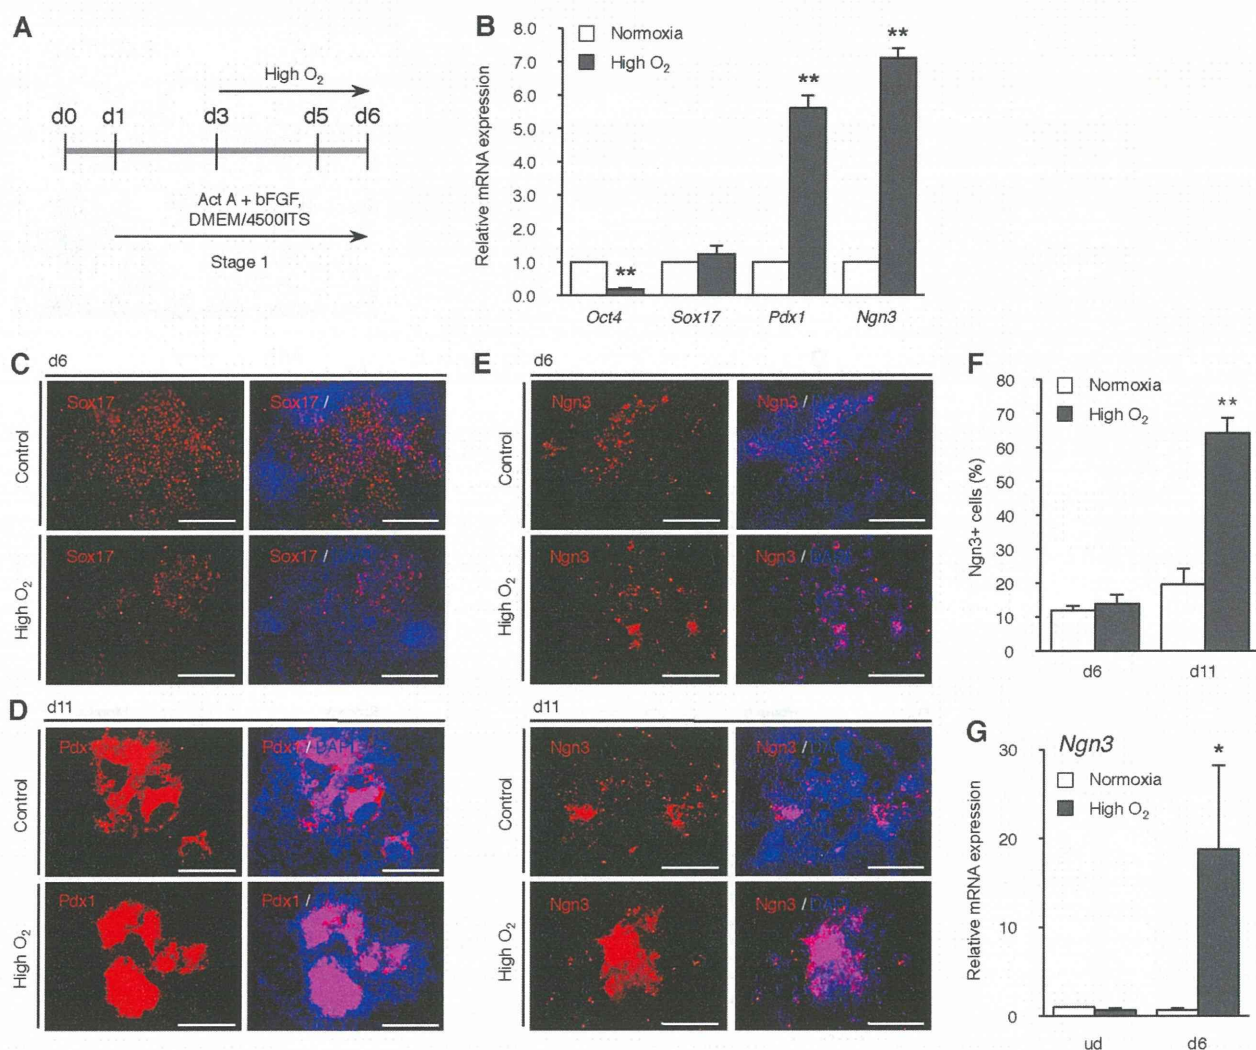 A
High O₂
d0 d1 d3 d5 d6
Act A + bFGF,
DMEM/4500ITS
Stage 1
B
Normoxia
High O₂
Relative mRNA expression
8.0
7.0
6.0
5.0
4.0
3.0
2.0
1.0
0.0
**
**
**
Oct4 Sox17 Pdx1 Ngn3
C
d6
Control
Sox17
Sox17 /
High O₂
Sox17
Sox17 /
D
d11
Control
Pdx1 / DAPI
High O₂
Pdx1
Pdx1 /
E
d6
Control
Ngn3
Ngn3 /
High O₂
Ngn3
Ngn3 /
d11
Control
Ngn3
Ngn3 /
High O₂
Ngn3
Ngn3 /
F
Normoxia
High O₂
Ngn3+ cells (%)
80
70
60
50
40
30
20
10
0
**
d6 d11
G
Ngn3
Normoxia
High O₂
Relative mRNA expression
30
20
10
0
*
ud d6